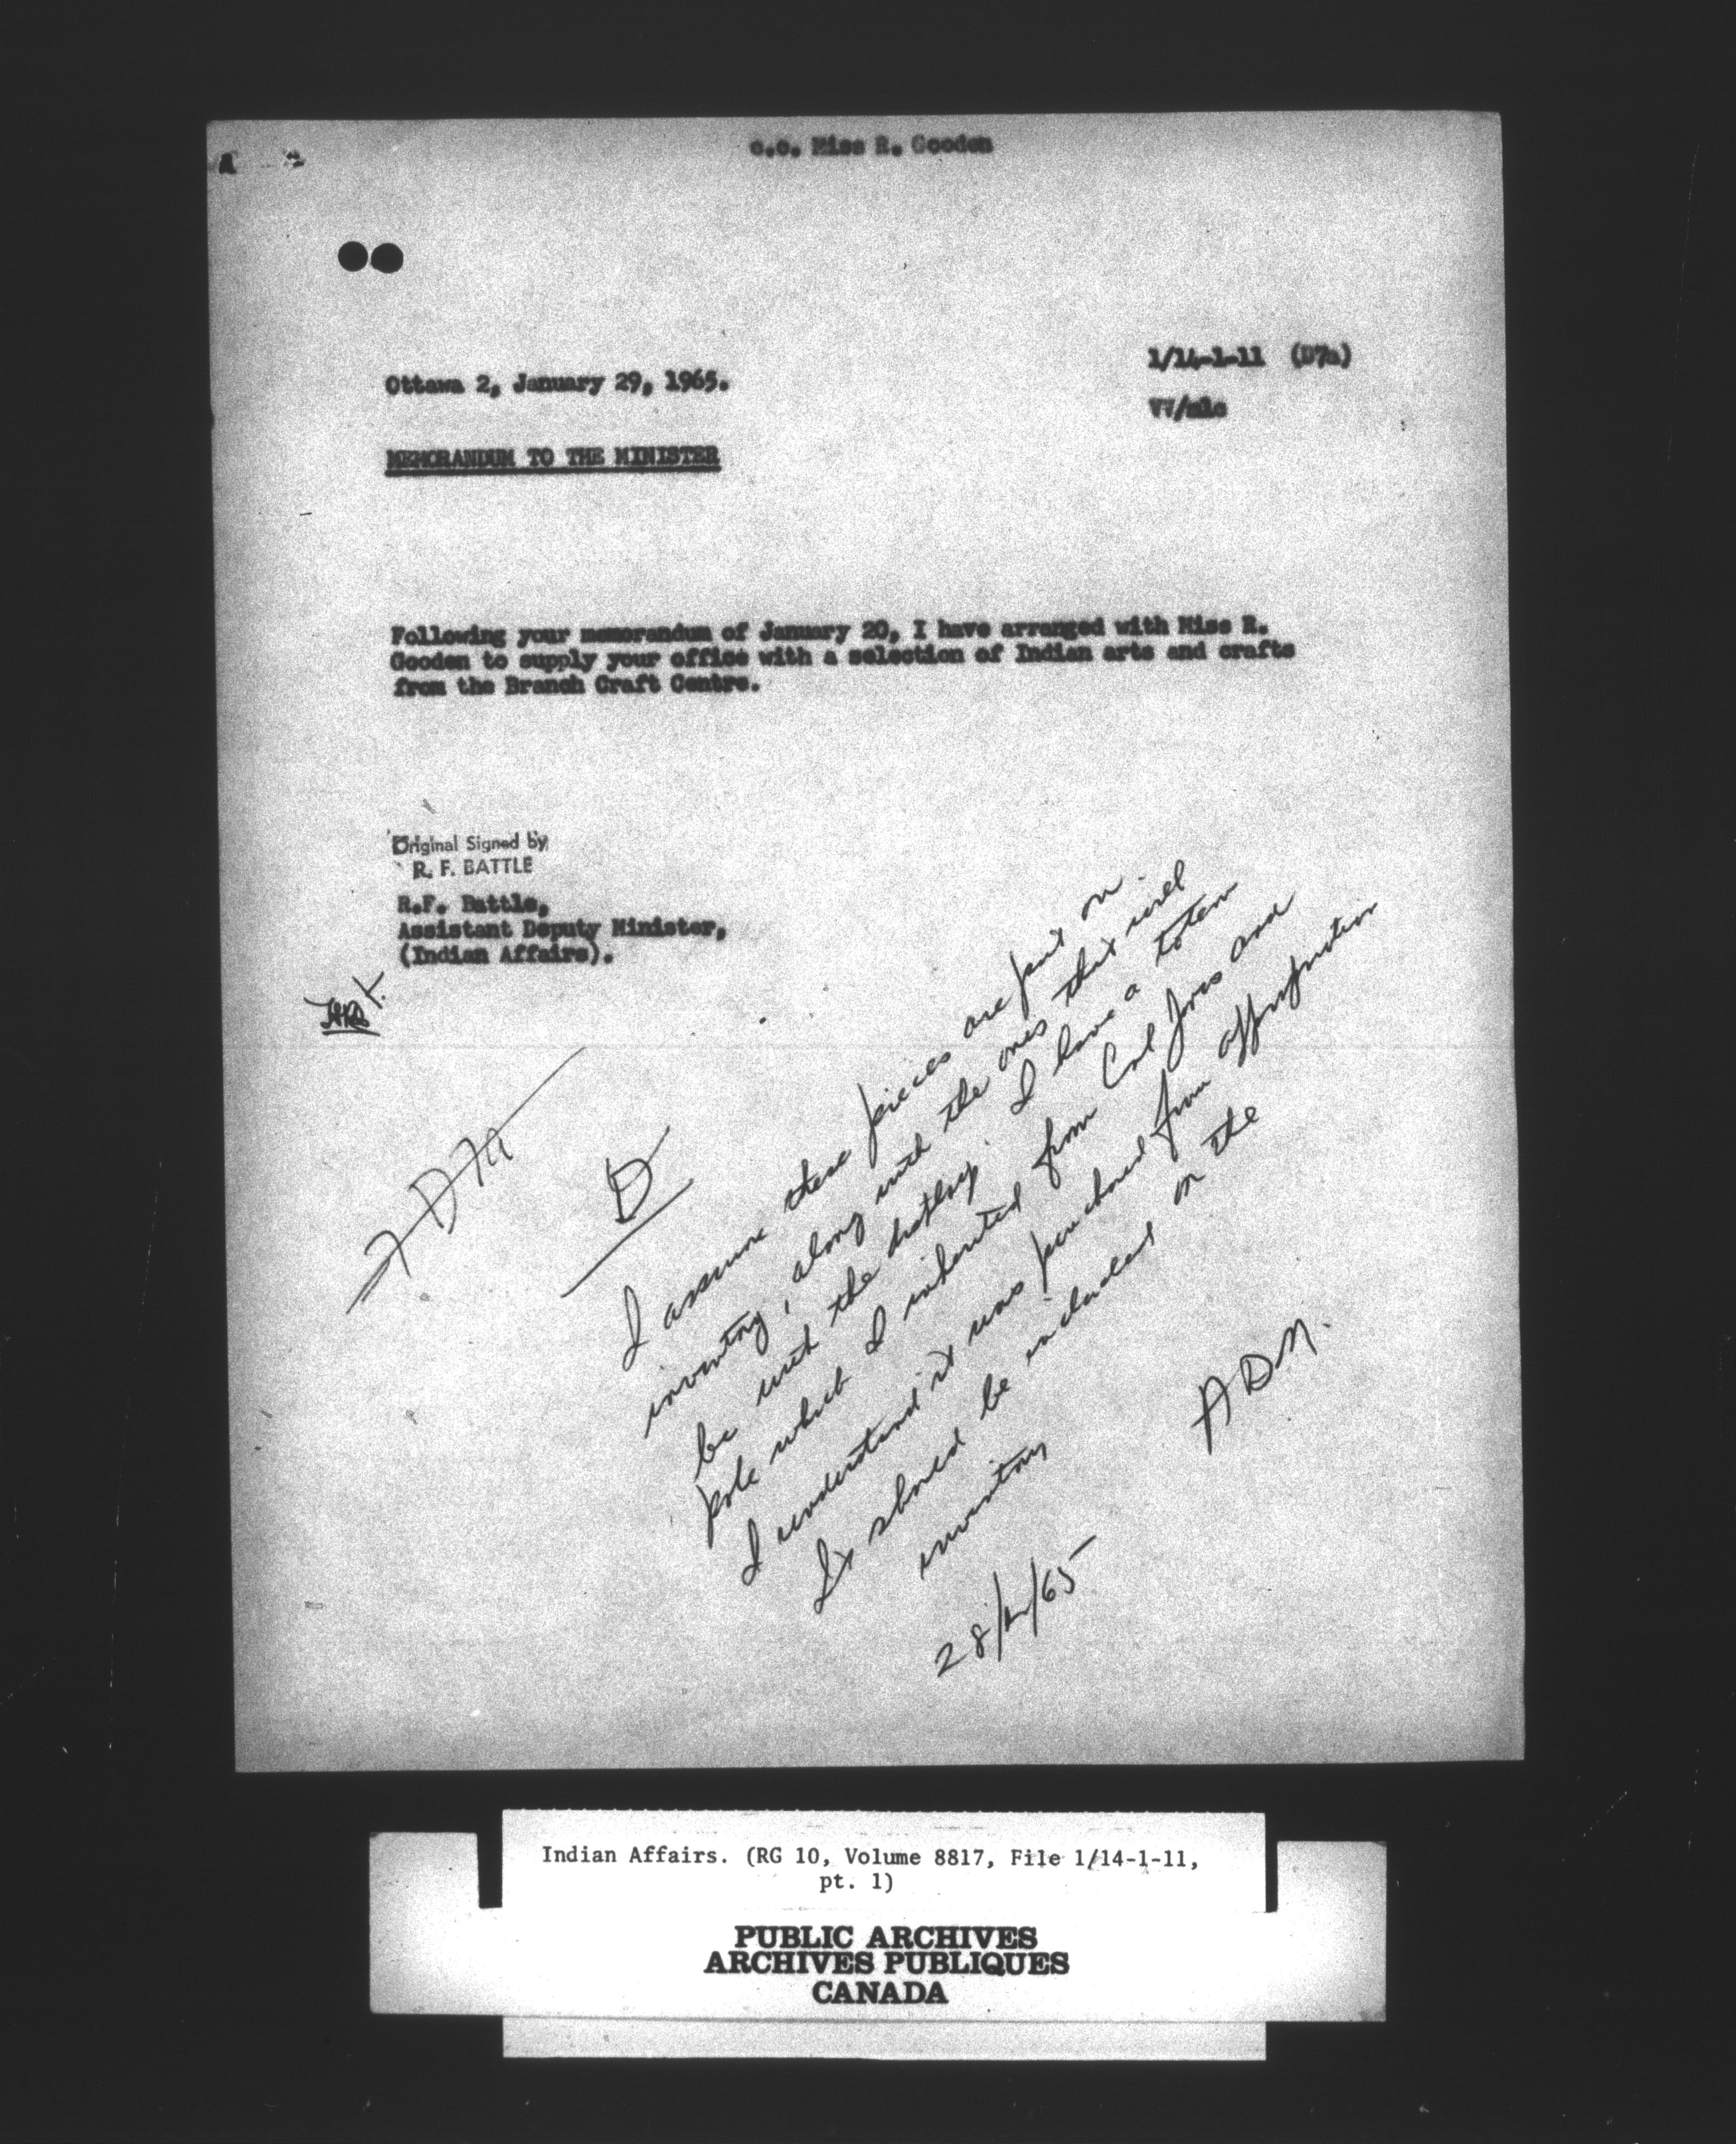 c.c. Miss R. Gooden
1/14-1-11 (D7a)
Ottawa 2, January 29, 1965.
VV/mlc
MEMORANDUM TO THE MINISTER
Following your memorandum of January 20, I have arranged with Miss R.
Gooden to supply your office with a selection of Indian arts and crafts
from the Branch Craft Centre.
Original Signed by
R. F. BATTLE
R.F. Battle,
Assistant Deputy Minister,
(Indian Affairs).
D7a
D
I assume these pieces are put on
inventory, along with the ones that will
be with the I have a totem
pole which I inherited from Col Jones and
I understand it was purchased from appropriation
It should be included on the
inventory
ADM.
28/1/65
Indian Affairs. (RG 10, Volume 8817, File 1/14-1-11,
pt. 1)
PUBLIC ARCHIVES
ARCHIVES PUBLIQUES
CANADA